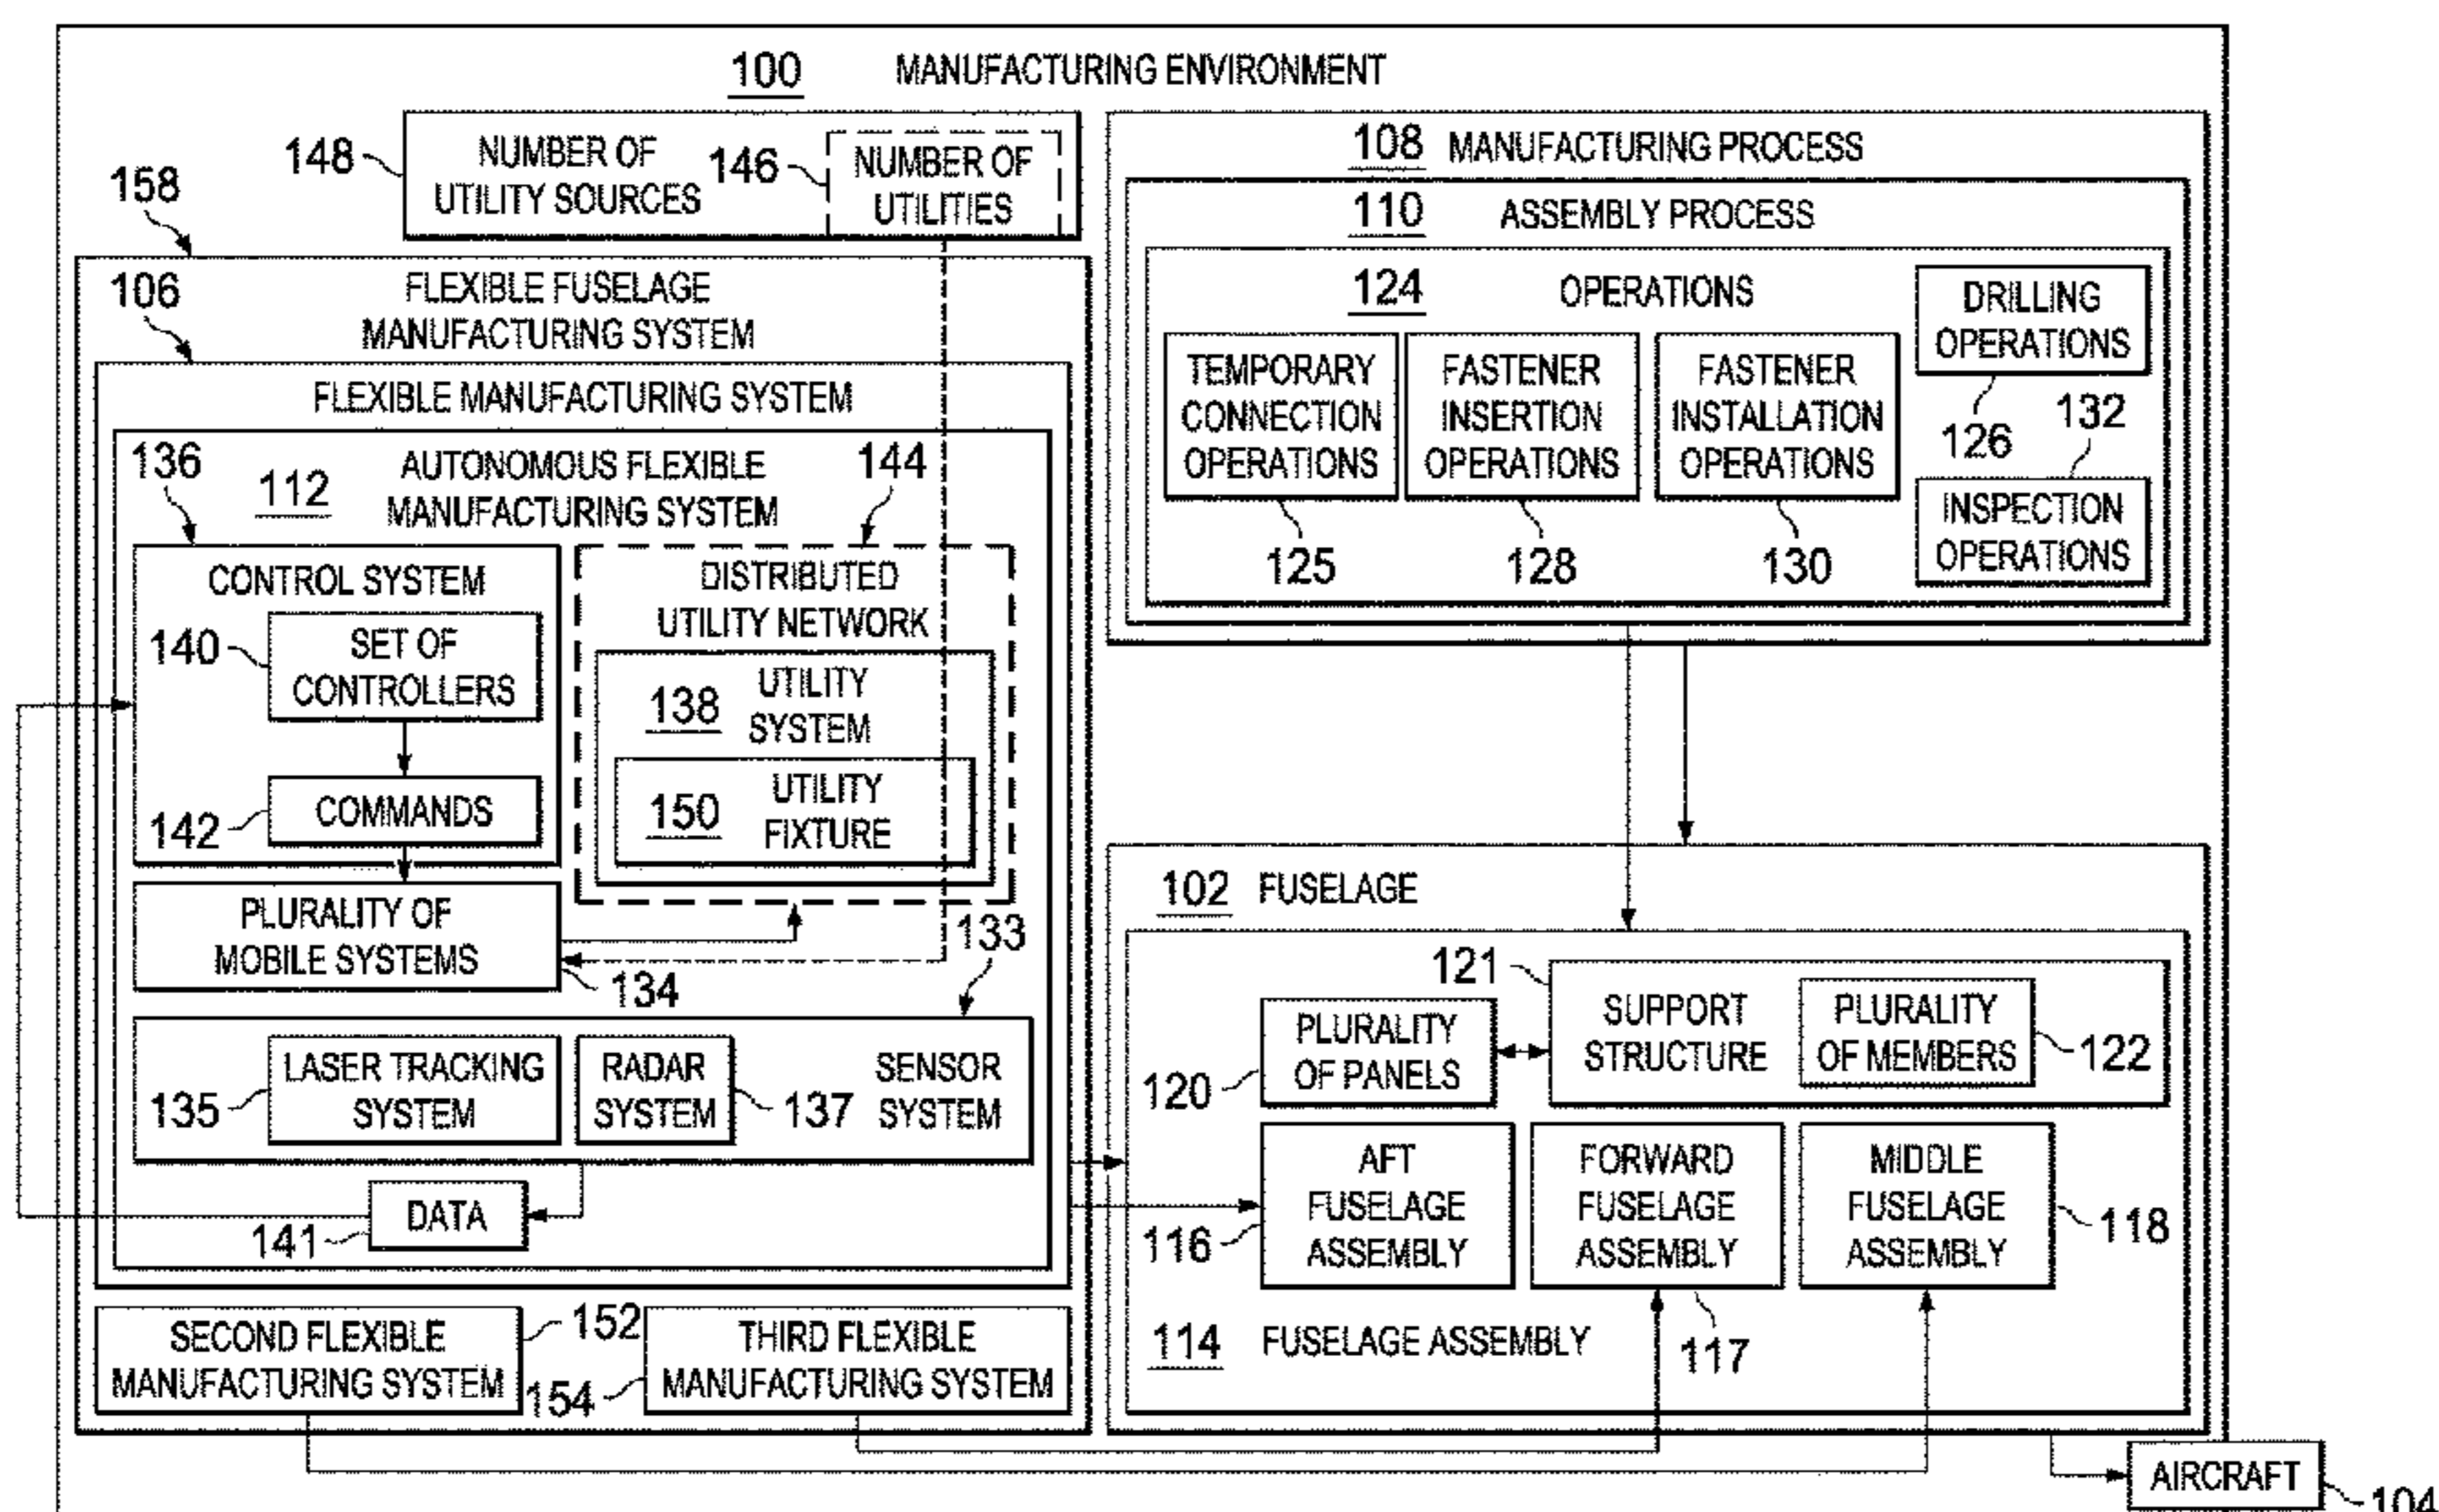 100 MANUFACTURING ENVIRONMENT
148
NUMBER OF
UTILITY SOURCES
146
NUMBER OF
UTILITIES
158
FLEXIBLE FUSELAGE
MANUFACTURING SYSTEM
106
FLEXIBLE MANUFACTURING SYSTEM
112
AUTONOMOUS FLEXIBLE
MANUFACTURING SYSTEM
136
CONTROL SYSTEM
140
SET OF
CONTROLLERS
142
COMMANDS
144
DISTRIBUTED
UTILITY NETWORK
138
UTILITY
SYSTEM
150
UTILITY
FIXTURE
PLURALITY OF
MOBILE SYSTEMS
134
133
135
LASER TRACKING
SYSTEM
RADAR
SYSTEM
137
SENSOR
SYSTEM
DATA
141
SECOND FLEXIBLE
MANUFACTURING SYSTEM
152
THIRD FLEXIBLE
MANUFACTURING SYSTEM
154
108 MANUFACTURING PROCESS
110 ASSEMBLY PROCESS
124 OPERATIONS
TEMPORARY
CONNECTION
OPERATIONS
125
FASTENER
INSERTION
OPERATIONS
128
FASTENER
INSTALLATION
OPERATIONS
130
DRILLING
OPERATIONS
126
132
INSPECTION
OPERATIONS
102 FUSELAGE
121
SUPPORT
STRUCTURE
PLURALITY
OF MEMBERS
122
PLURALITY
OF PANELS
120
AFT
FUSELAGE
ASSEMBLY
116
FORWARD
FUSELAGE
ASSEMBLY
117
MIDDLE
FUSELAGE
ASSEMBLY
118
114 FUSELAGE ASSEMBLY
AIRCRAFT
104